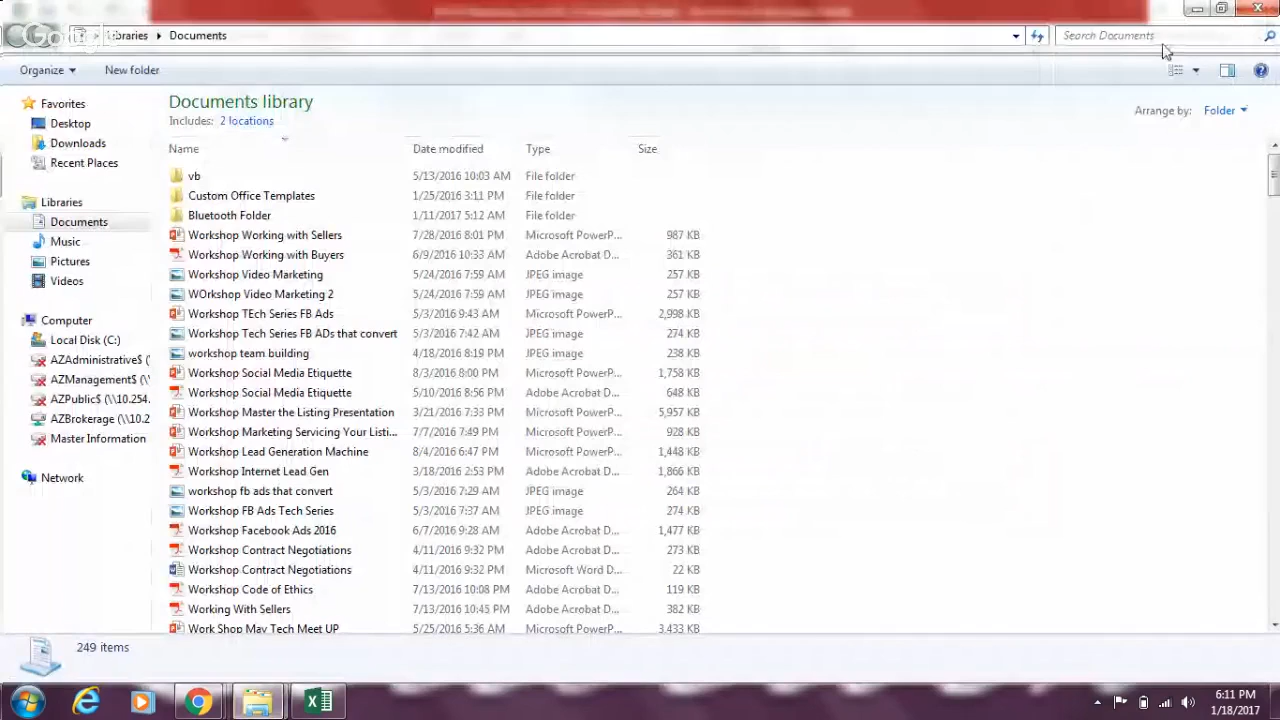 Google
Libraries ▸ Documents
Search Documents
Organize
New folder
Documents library
Includes: 2 locations
Arrange by: Folder
Name Date modified Type Size
vb 5/13/2016 10:03 AM File folder
Custom Office Templates 1/25/2016 3:11 PM File folder
Bluetooth Folder 1/11/2017 5:12 AM File folder
Workshop Working with Sellers 7/28/2016 8:01 PM Microsoft PowerP... 987 KB
Workshop Working with Buyers 6/9/2016 10:33 AM Adobe Acrobat D... 361 KB
Workshop Video Marketing 5/24/2016 7:59 AM JPEG image 257 KB
WOrkshop Video Marketing 2 5/24/2016 7:59 AM JPEG image 257 KB
Workshop TEch Series FB Ads 5/3/2016 9:43 AM Microsoft PowerP... 2,998 KB
Workshop Tech Series FB ADs that convert 5/3/2016 7:42 AM JPEG image 274 KB
workshop team building 4/18/2016 8:19 PM JPEG image 238 KB
Workshop Social Media Etiquette 8/3/2016 8:00 PM Microsoft PowerP... 1,758 KB
Workshop Social Media Etiquette 5/10/2016 8:56 PM Adobe Acrobat D... 648 KB
Workshop Master the Listing Presentation 3/21/2016 7:33 PM Microsoft PowerP... 5,957 KB
Workshop Marketing Servicing Your Listi... 7/7/2016 7:49 PM Microsoft PowerP... 928 KB
Workshop Lead Generation Machine 8/4/2016 6:47 PM Microsoft PowerP... 1,448 KB
Workshop Internet Lead Gen 3/18/2016 2:53 PM Adobe Acrobat D... 1,866 KB
workshop fb ads that convert 5/3/2016 7:29 AM JPEG image 264 KB
Workshop FB Ads Tech Series 5/3/2016 7:37 AM JPEG image 274 KB
Workshop Facebook Ads 2016 6/7/2016 9:28 AM Adobe Acrobat D... 1,477 KB
Workshop Contract Negotiations 4/11/2016 9:32 PM Adobe Acrobat D... 273 KB
Workshop Contract Negotiations 4/11/2016 9:32 PM Microsoft Word D... 22 KB
Workshop Code of Ethics 7/13/2016 10:08 PM Adobe Acrobat D... 119 KB
Working With Sellers 7/13/2016 10:45 PM Adobe Acrobat D... 382 KB
Work Shop May Tech Meet UP 5/25/2016 5:36 AM Microsoft PowerP... 3,433 KB
Favorites
Desktop
Downloads
Recent Places
Libraries
Documents
Music
Pictures
Videos
Computer
Local Disk (C:)
AZAdministrative$ (\
AZManagement$ (\\
AZPublic$ (\\10.254.
AZBrokerage (\\10.2
Master Information
Network
249 items
6:11 PM
1/18/2017